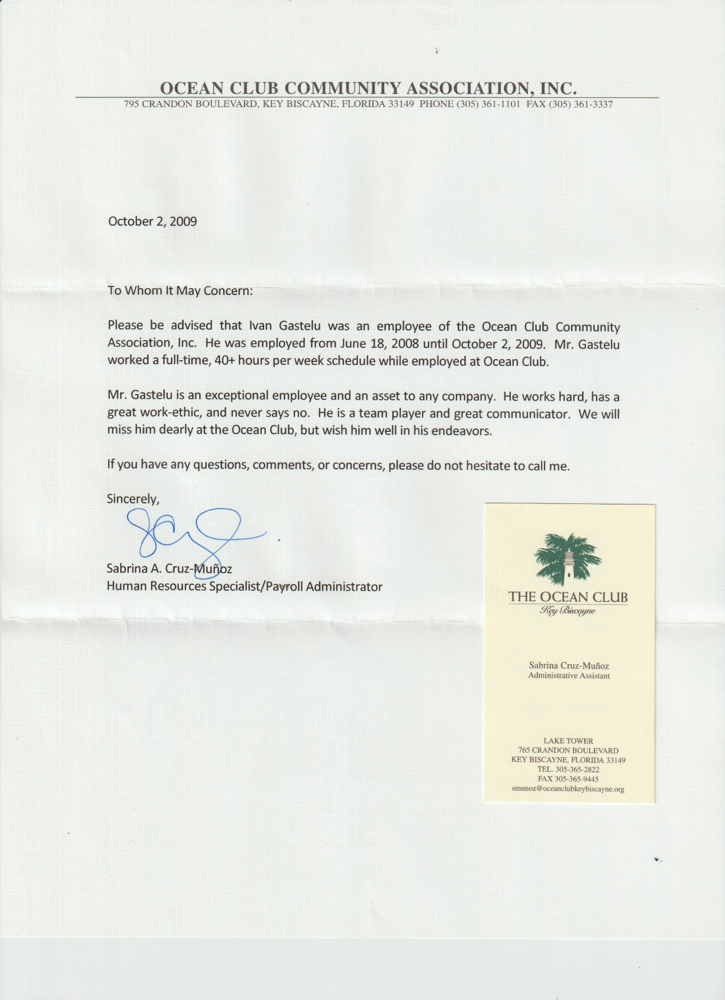 OCEAN CLUB COMMUNITY ASSOCIATION, INC.
795 CRANDON BOULEVARD, KEY BISCAYNE, FLORIDA 33149 PHONE (305) 361-1101 FAX (305) 361-3337
October 2, 2009
To Whom It May Concern:
Please be advised that Ivan Gastelu was an employee of the Ocean Club Community
Association, Inc. He was employed from June 18, 2008 until October 2, 2009. Mr. Gastelu
worked a full-time, 40+ hours per week schedule while employed at Ocean Club.
Mr. Gastelu is an exceptional employee and an asset to any company. He works hard, has a
great work-ethic, and never says no. He is a team player and great communicator. We will
miss him dearly at the Ocean Club, but wish him well in his endeavors.
If you have any questions, comments, or concerns, please do not hesitate to call me.
Sincerely,
Sabrina A. Cruz-Muñoz
Human Resources Specialist/Payroll Administrator
THE OCEAN CLUB
Key Biscayne
Sabrina Cruz-Muñoz
Administrative Assistant
LAKE TOWER
765 CRANDON BOULEVARD
KEY BISCAYNE, FLORIDA 33149
TEL. 305-365-2822
FAX 305-365-9445
smunoz@oceanclubkeybiscayne.org